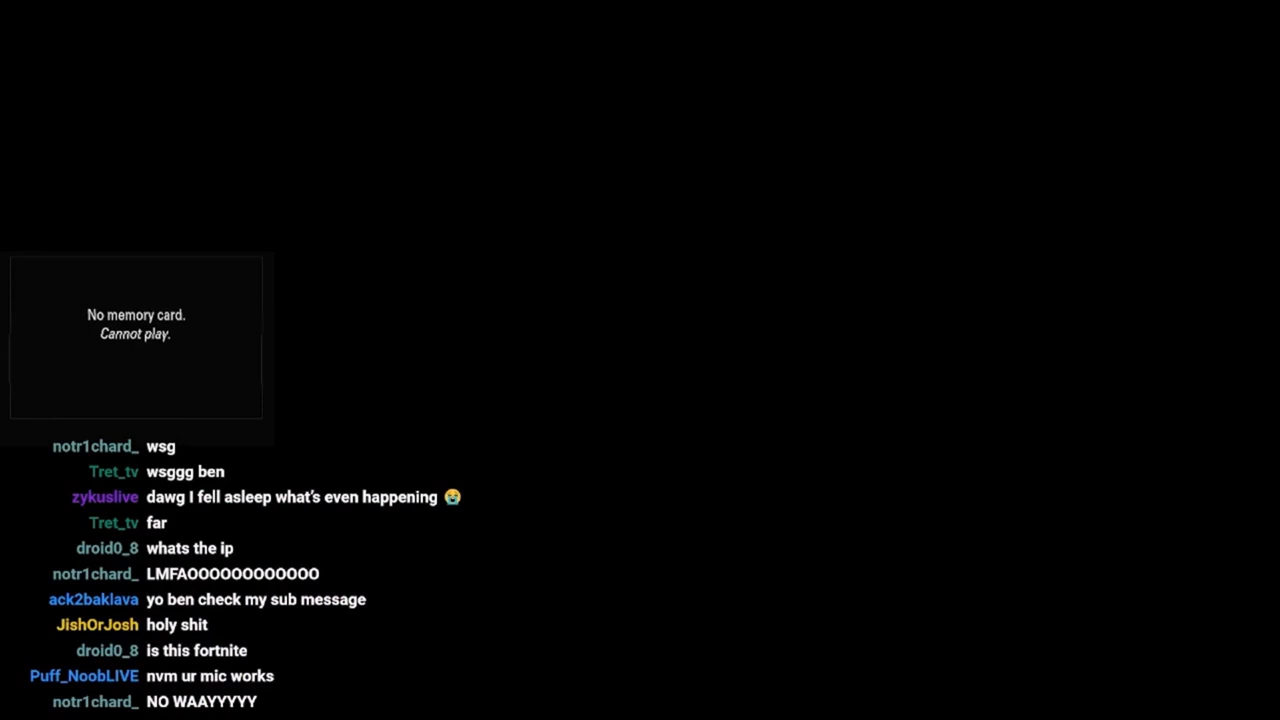 No memory card.
Cannot play.
notr1chard_ wsg
Tret_tv wsggg ben
zykuslive dawg I fell asleep what's even happening 😭
Tret_tv far
droid0_8 whats the ip
notr1chard_ LMFAOOOOOOOOOOOO
ack2baklava yo ben check my sub message
JishOrJosh holy shit
droid0_8 is this fortnite
Puff_NoobLIVE nvm ur mic works
notr1chard_ NO WAAYYYYY